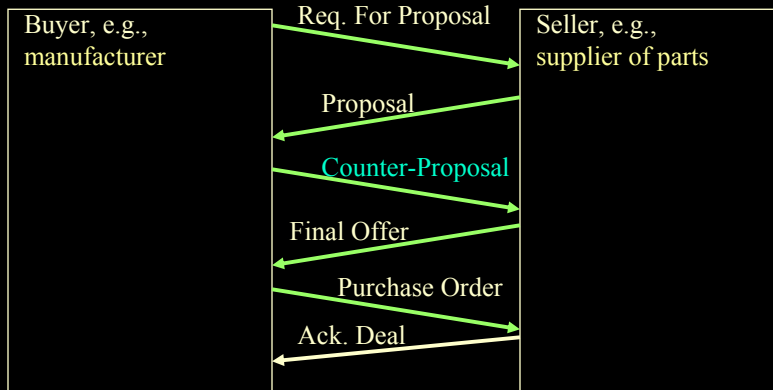 Buyer, e.g.,
manufacturer
Req. For Proposal
Seller, e.g.,
supplier of parts
Proposal
Counter-Proposal
Final Offer
Purchase Order
Ack. Deal